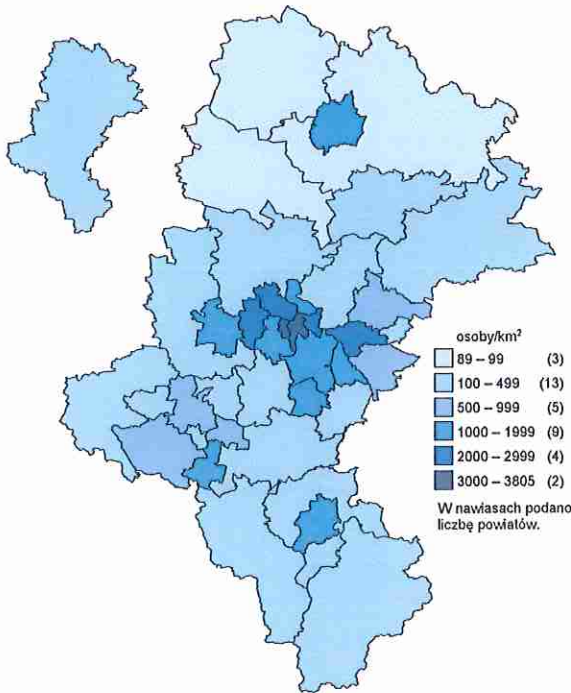 osoby/km²
89 – 99 (3)
100 – 499 (13)
500 – 999 (5)
1000 – 1999 (9)
2000 – 2999 (4)
3000 – 3805 (2)
W nawiasach podano
liczbę powiatów.